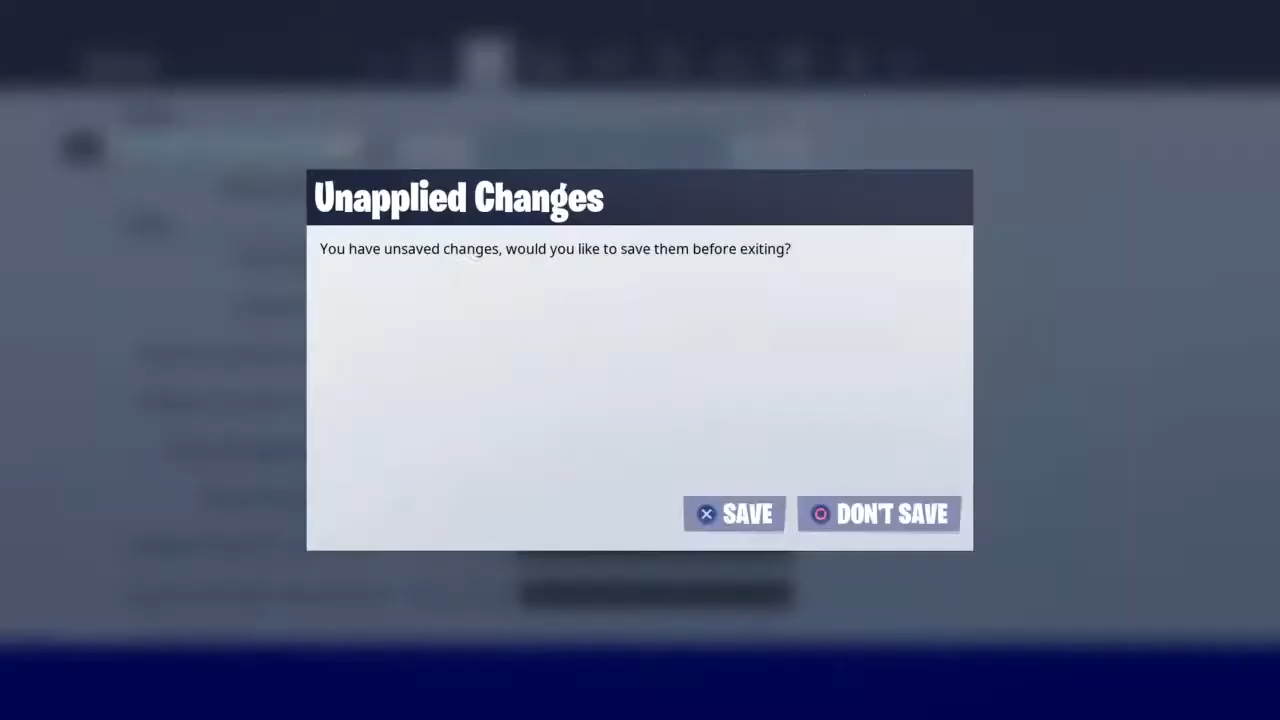 Unapplied Changes
You have unsaved changes, would you like to save them before exiting?
SAVE
DON'T SAVE